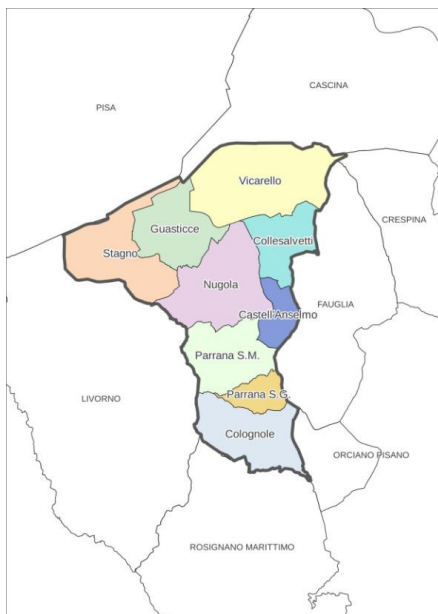 CASCINA
PISA
Vicarello
CRESPINA
Guasticce
Collesalvetti
Stagno
Nugola
FAUGLIA
Castell'Anselmo
Parrana S.M.
Parrana S.G.
LIVORNO
Colognole
ORCIANO PISANO
ROSIGNANO MARITTIMO